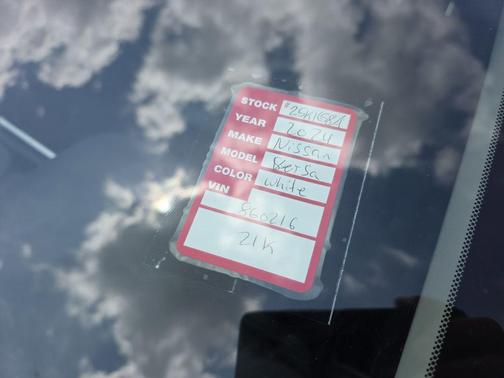 STOCK
YEAR 2024
MAKE Nissan
MODEL Versa
COLOR white
VIN
860216
21K